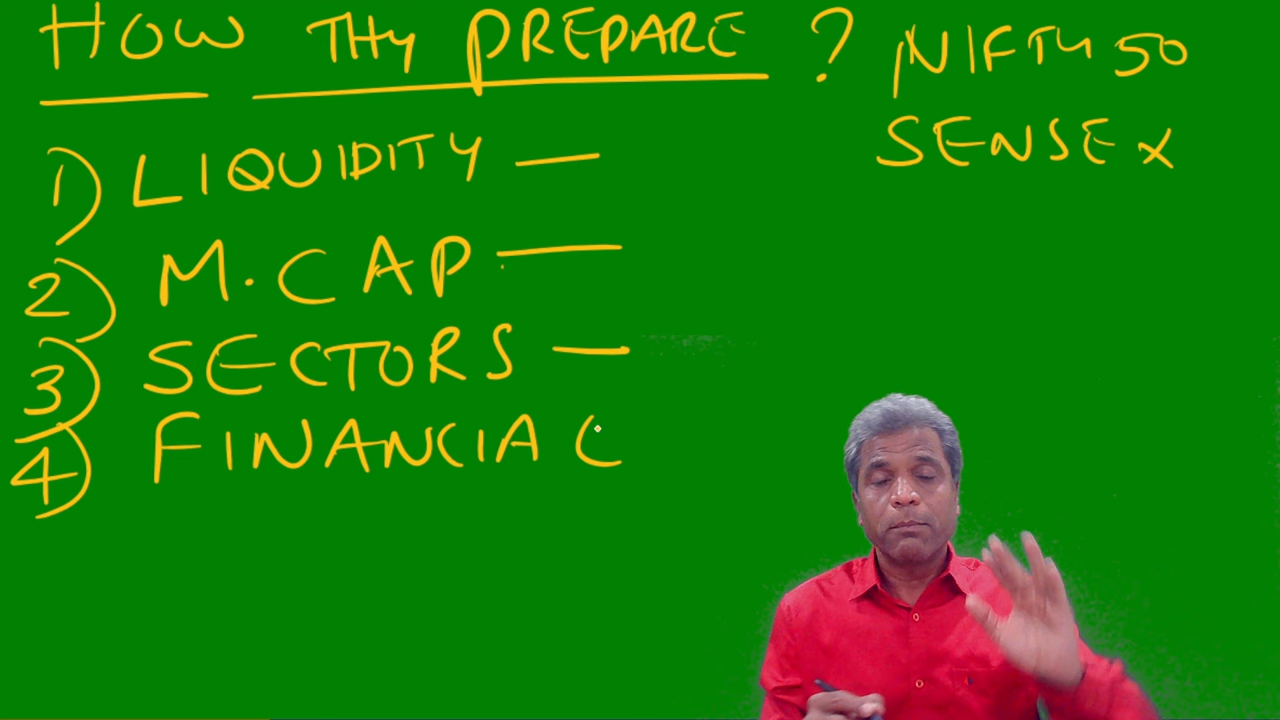 HOW THY PREPARE ?
NIFTY 50
SENSEX
1) LIQUIDITY —
2) M.CAP —
3) SECTORS —
4) FINANCIAL